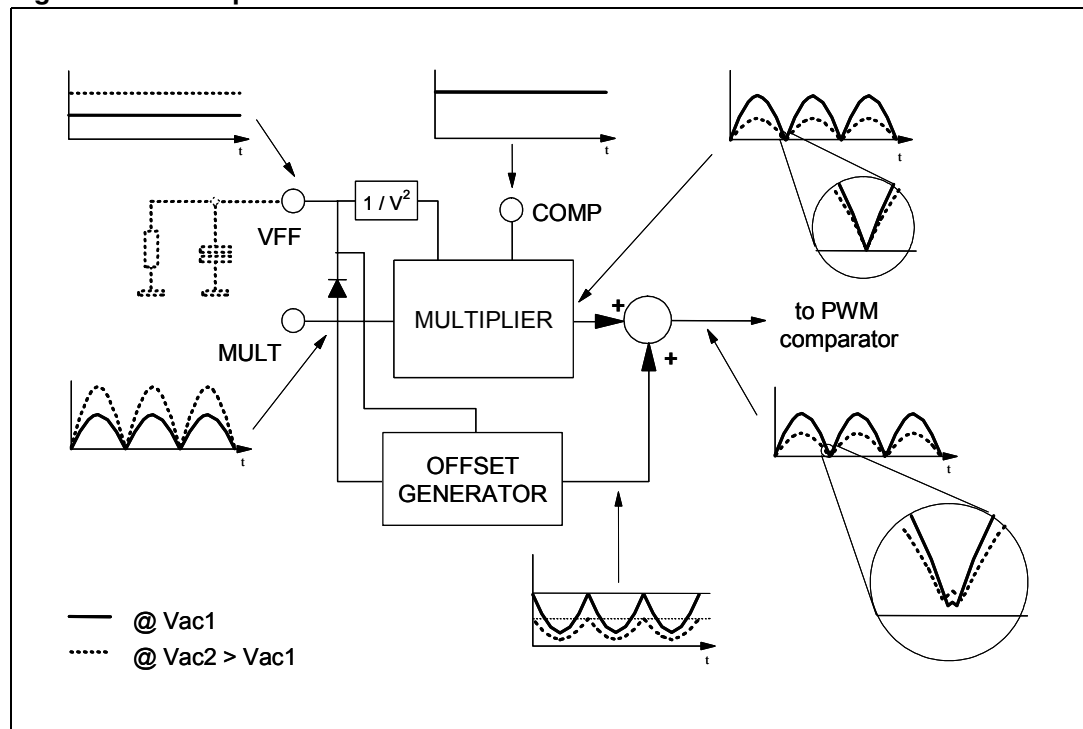 t
t
t
1 / V²
COMP
VFF
MULTIPLIER
+
to PWM
comparator
MULT
+
t
t
OFFSET
GENERATOR
@ Vac1
t
@ Vac2 > Vac1